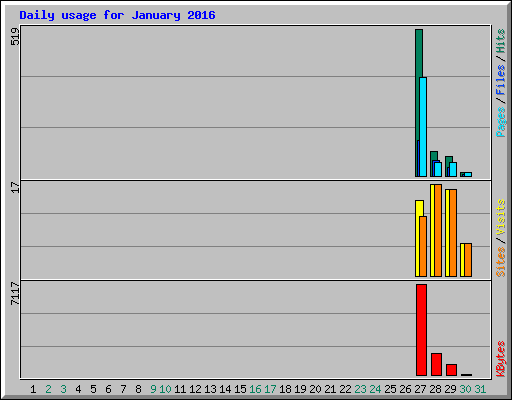 Daily usage for January 2016
519
Pages / Files / Hits
17
Sites / Visits
7117
KBytes
1 2 3 4 5 6 7 8 9 10 11 12 13 14 15 16 17 18 19 20 21 22 23 24 25 26 27 28 29 30 31